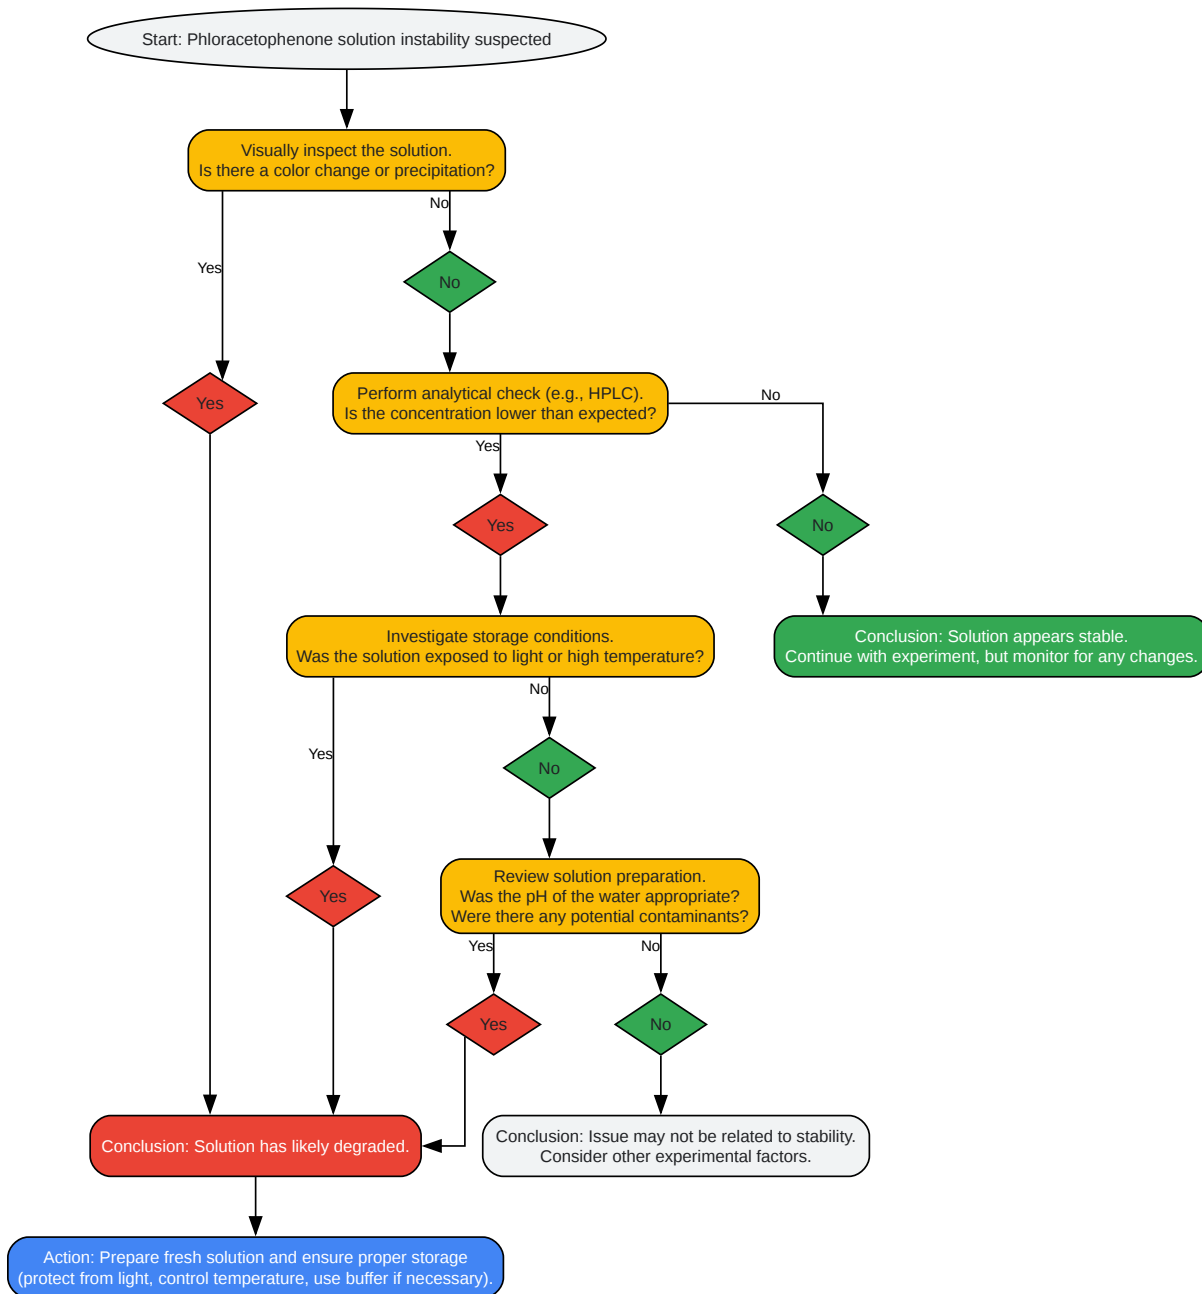 Start: Phloracetophenone solution instability suspected
Visually inspect the solution.
Is there a color change or precipitation?
No
Yes
No
Perform analytical check (e.g., HPLC).
Is the concentration lower than expected?
No
Yes
Yes
Yes
No
Investigate storage conditions.
Was the solution exposed to light or high temperature?
Conclusion: Solution appears stable.
Continue with experiment, but monitor for any changes.
No
Yes
No
Review solution preparation.
Was the pH of the water appropriate?
Were there any potential contaminants?
Yes
Yes
No
Yes
No
Conclusion: Solution has likely degraded.
Conclusion: Issue may not be related to stability.
Consider other experimental factors.
Action: Prepare fresh solution and ensure proper storage
(protect from light, control temperature, use buffer if necessary).